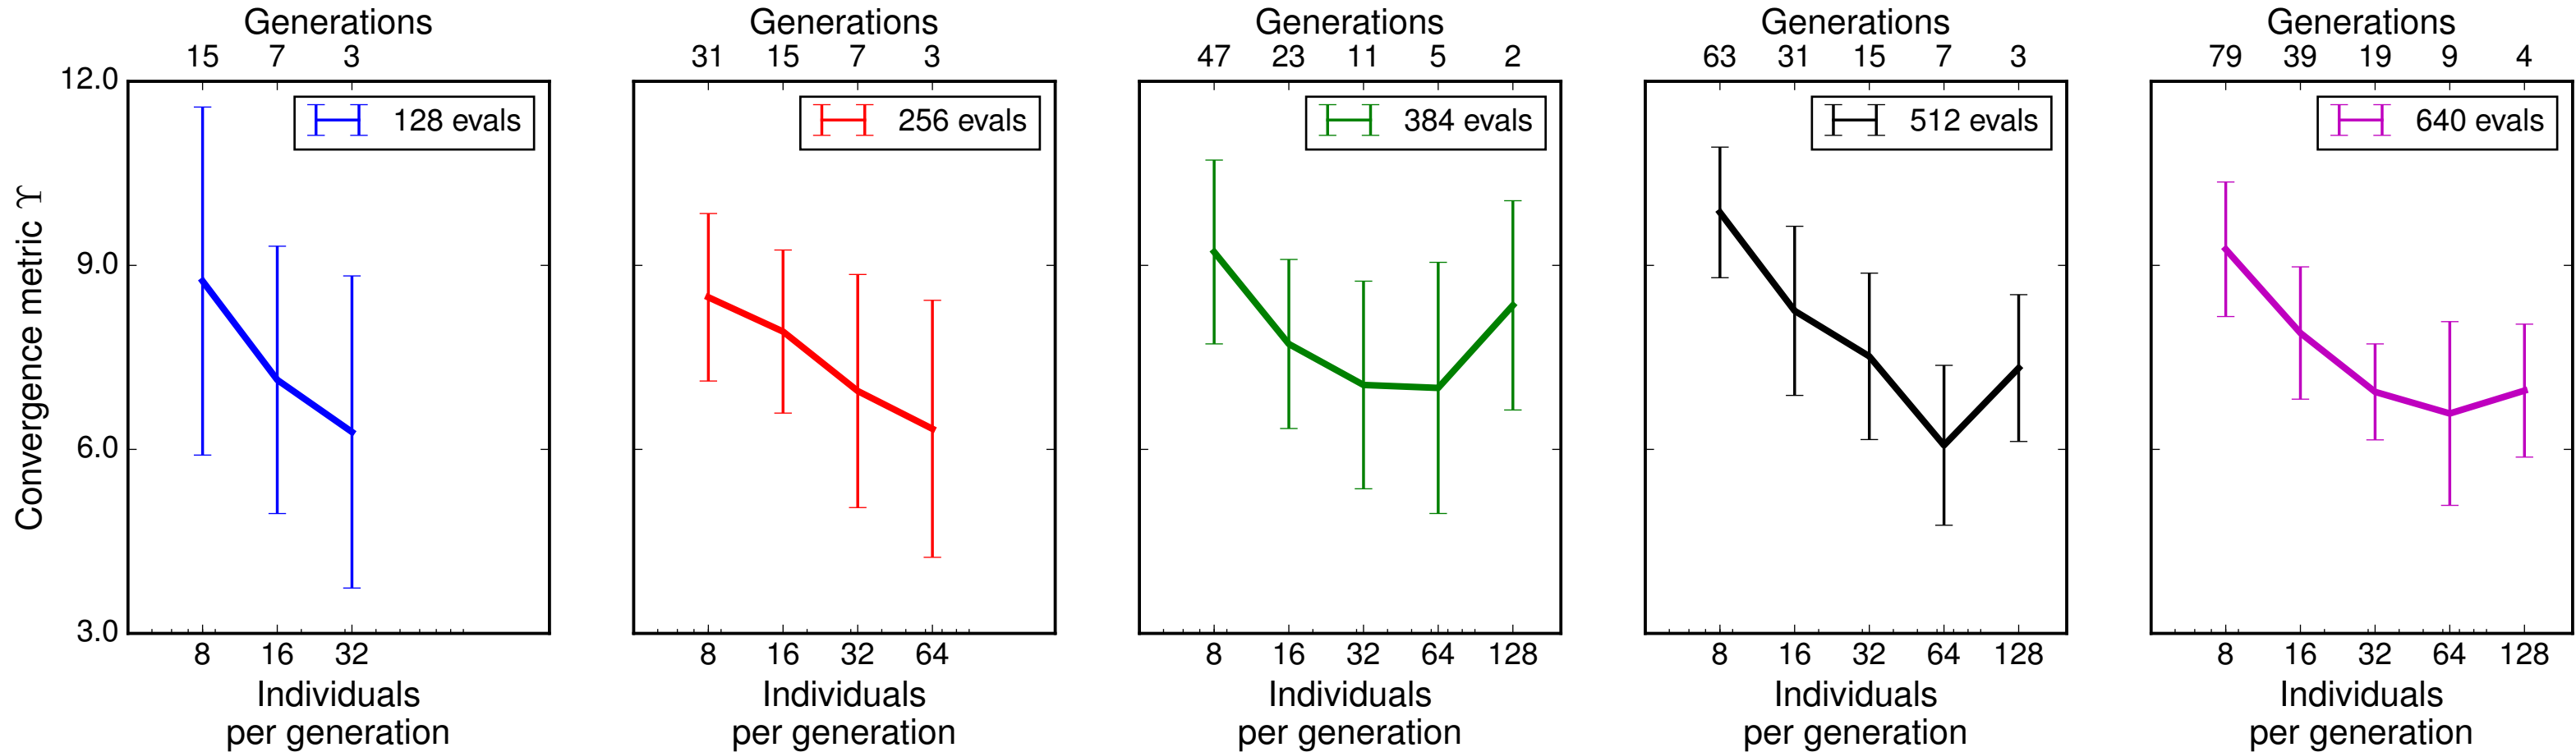 Generations Generations Generations Generations Generations
15 7 3 31 15 7 3 47 23 11 5 2 63 31 15 7 3 79 39 19 9 4
12.0
128 evals 256 evals 384 evals 512 evals 640 evals
9.0
Convergence metric ϒ
6.0
3.0
8 16 32 8 16 32 64 8 16 32 64 128 8 16 32 64 128 8 16 32 64 128
Individuals Individuals Individuals Individuals Individuals
per generation per generation per generation per generation per generation